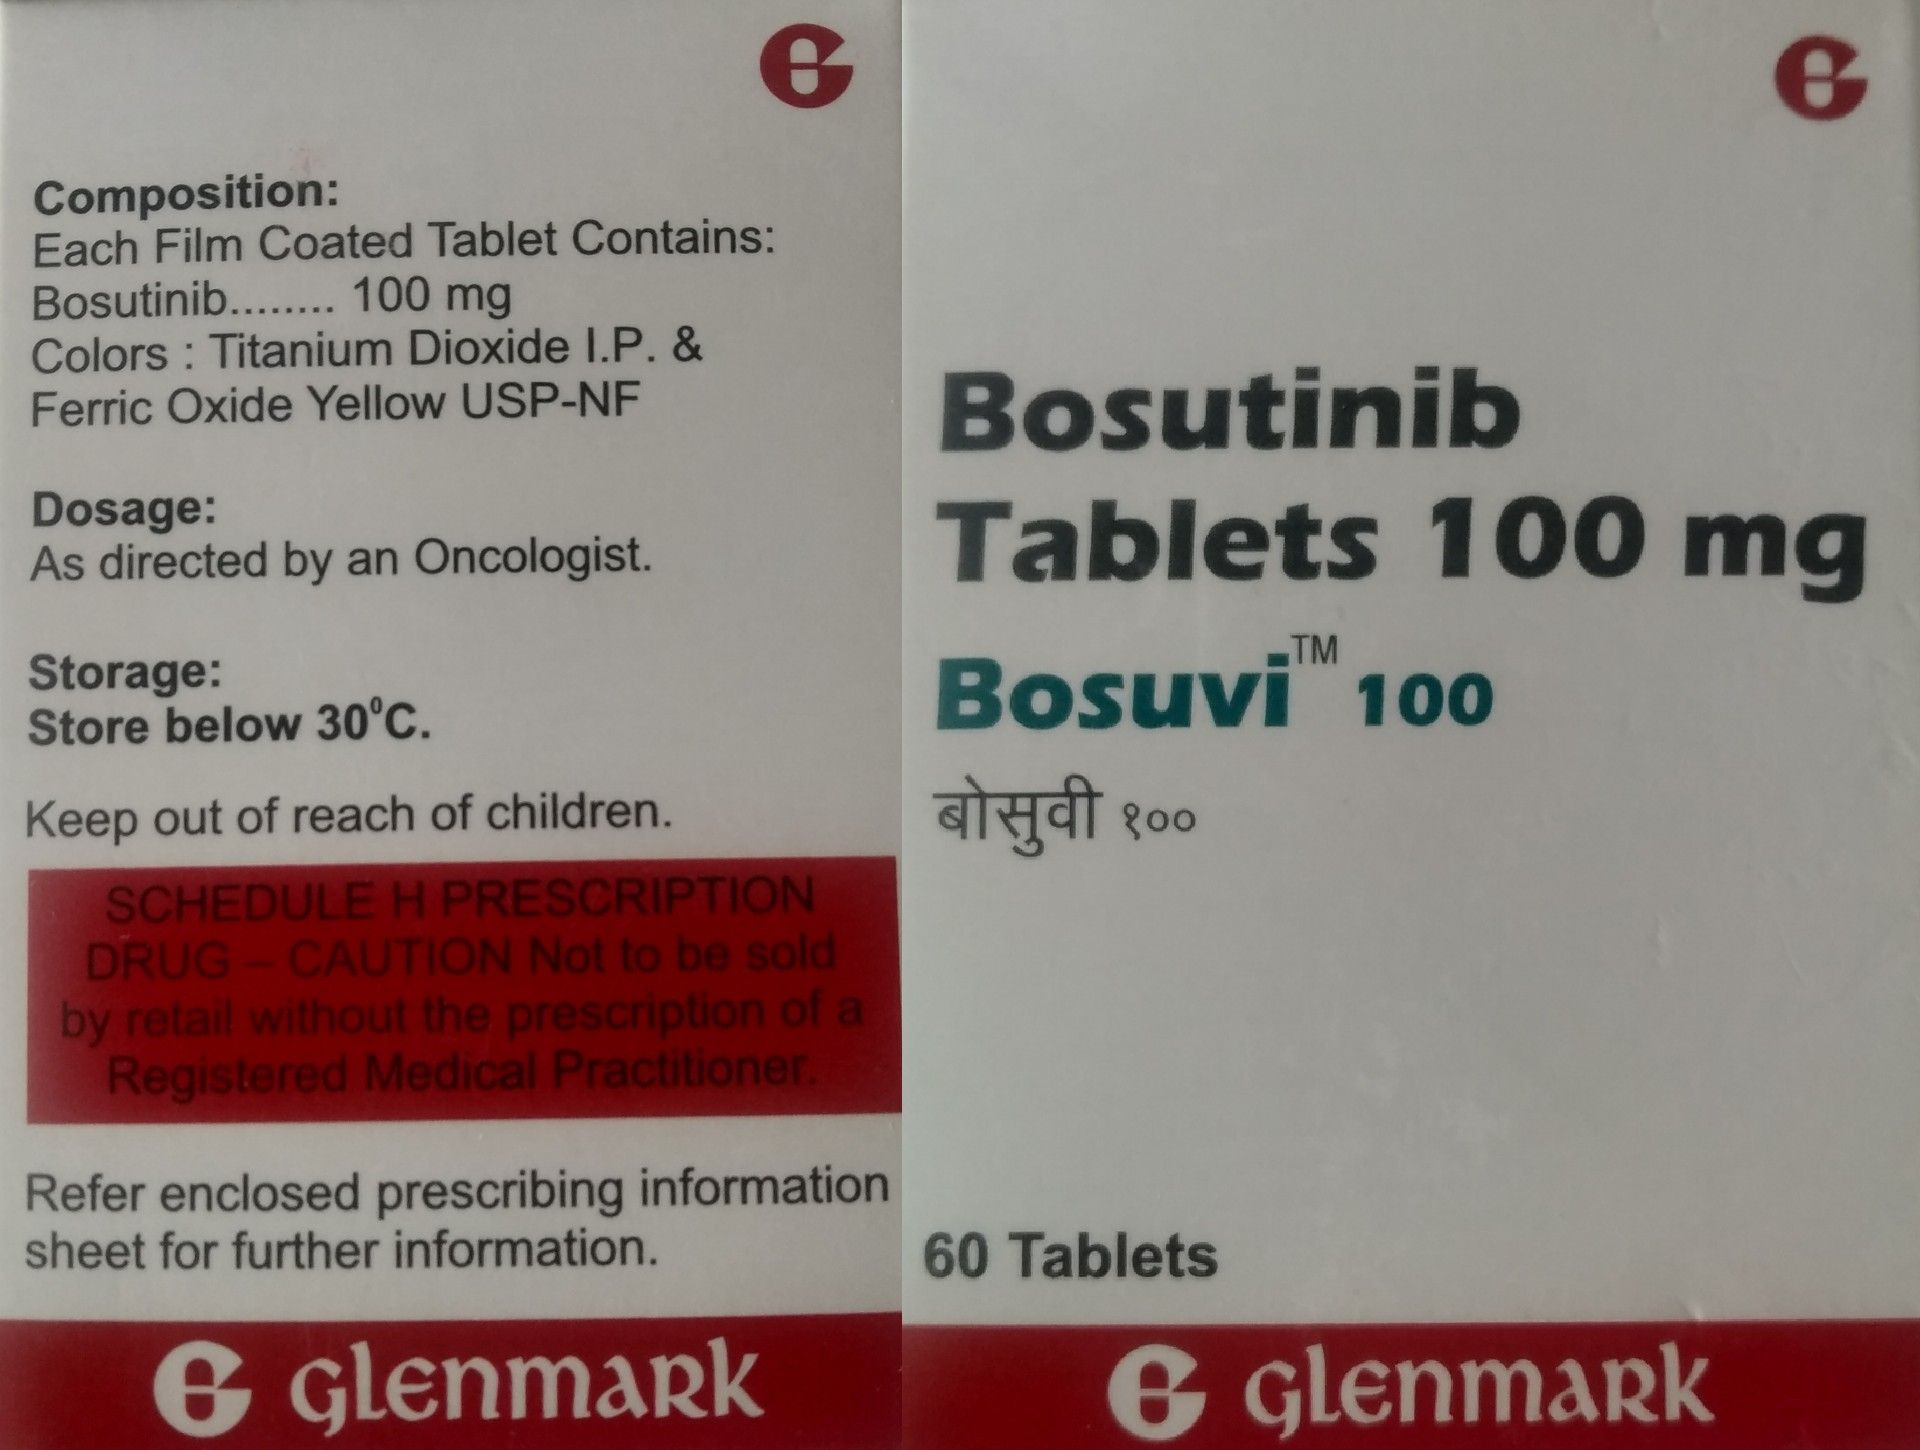 Composition:
Each Film Coated Tablet Contains:
Bosutinib........ 100 mg
Colors : Titanium Dioxide I.P. &
Ferric Oxide Yellow USP-NF
Dosage:
As directed by an Oncologist.
Storage:
Store below 30⁰C.
Keep out of reach of children.
SCHEDULE H PRESCRIPTION
DRUG – CAUTION Not to be sold
by retail without the prescription of a
Registered Medical Practitioner.
Refer enclosed prescribing information
sheet for further information.
glenmark
Bosutinib
Tablets 100 mg
Bosuvi™ 100
बोसुवी १००
60 Tablets
glenmark